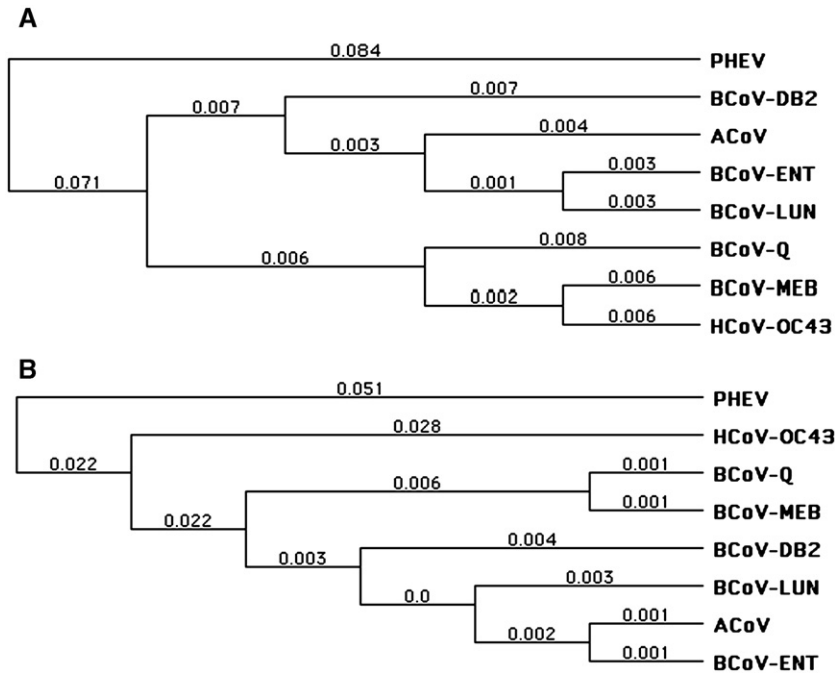 A
0.084
PHEV
0.007
BCoV-DB2
0.007
0.004
ACoV
0.003
0.003
BCoV-ENT
0.071
0.001
0.003
BCoV-LUN
0.008
BCoV-Q
0.006
0.006
BCoV-MEB
0.002
0.006
HCoV-OC43
B
0.051
PHEV
0.028
HCoV-OC43
0.022
0.001
BCoV-Q
0.006
0.001
BCoV-MEB
0.022
0.004
BCoV-DB2
0.003
0.003
BCoV-LUN
0.0
0.001
ACoV
0.002
0.001
BCoV-ENT